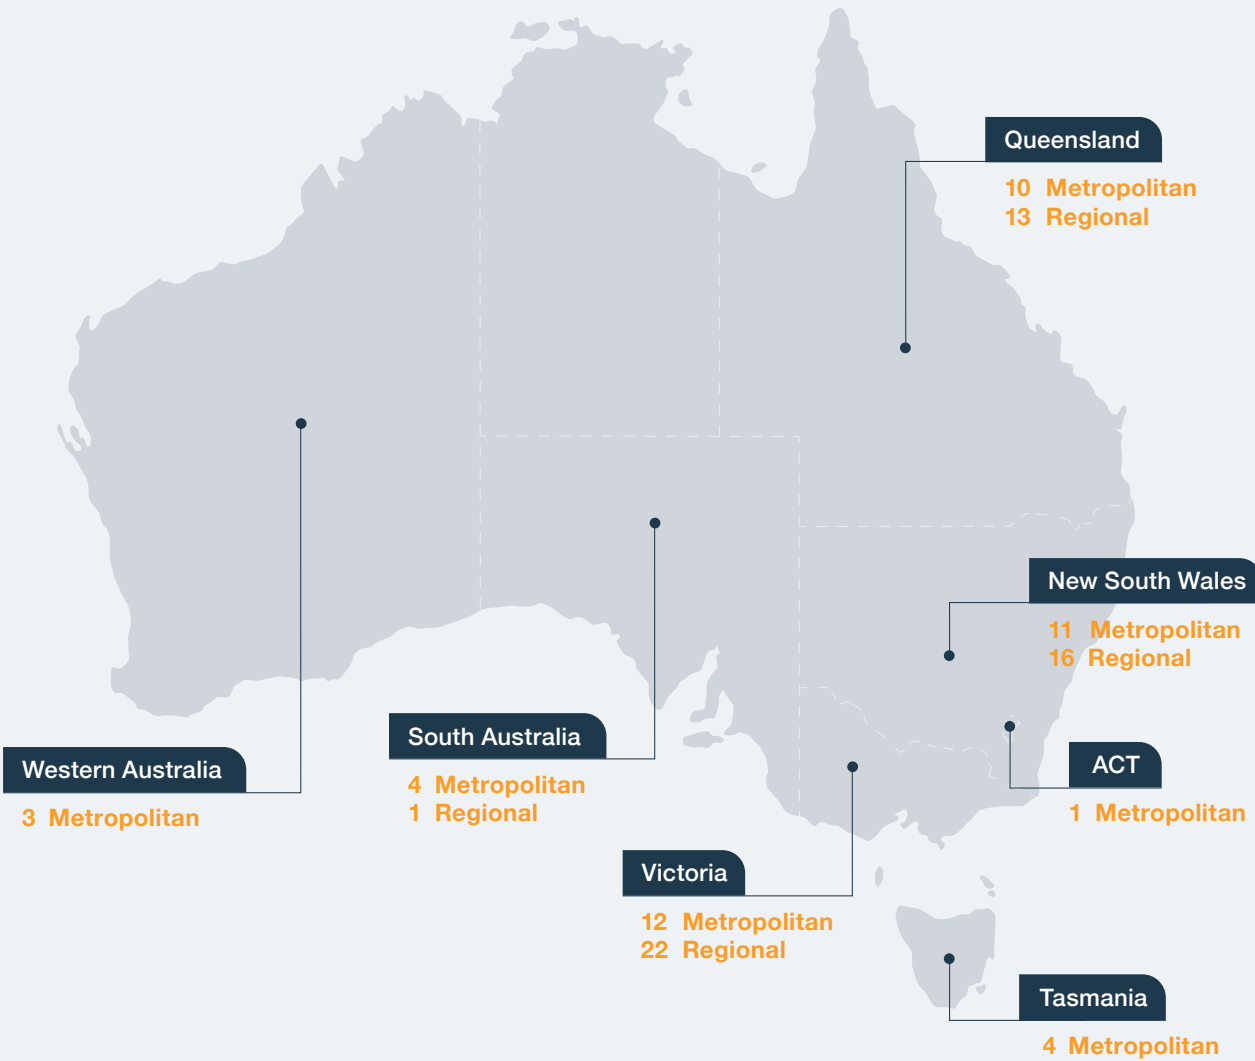 Queensland
10 Metropolitan
13 Regional
New South Wales
11 Metropolitan
16 Regional
South Australia
4 Metropolitan
1 Regional
Western Australia
3 Metropolitan
ACT
1 Metropolitan
Victoria
12 Metropolitan
22 Regional
Tasmania
4 Metropolitan